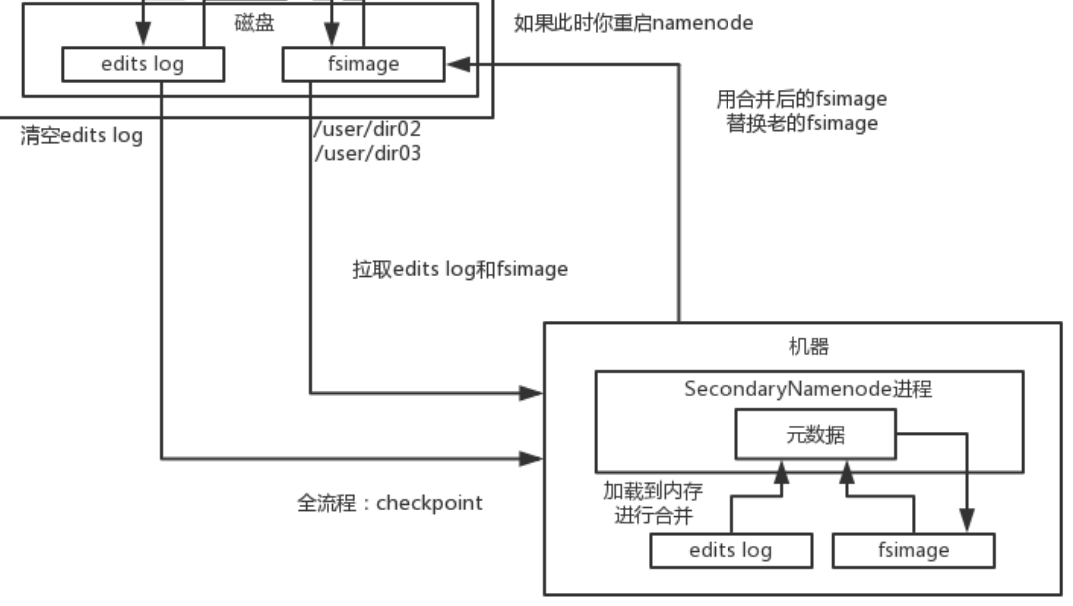 磁盘
如果此时你重启namenode
edits log
fsimage
用合并后的fsimage
替换老的fsimage
清空edits log
/user/dir02
/user/dir03
拉取edits log和fsimage
机器
SecondaryNamenode进程
元数据
加载到内存
进行合并
全流程：checkpoint
edits log
fsimage